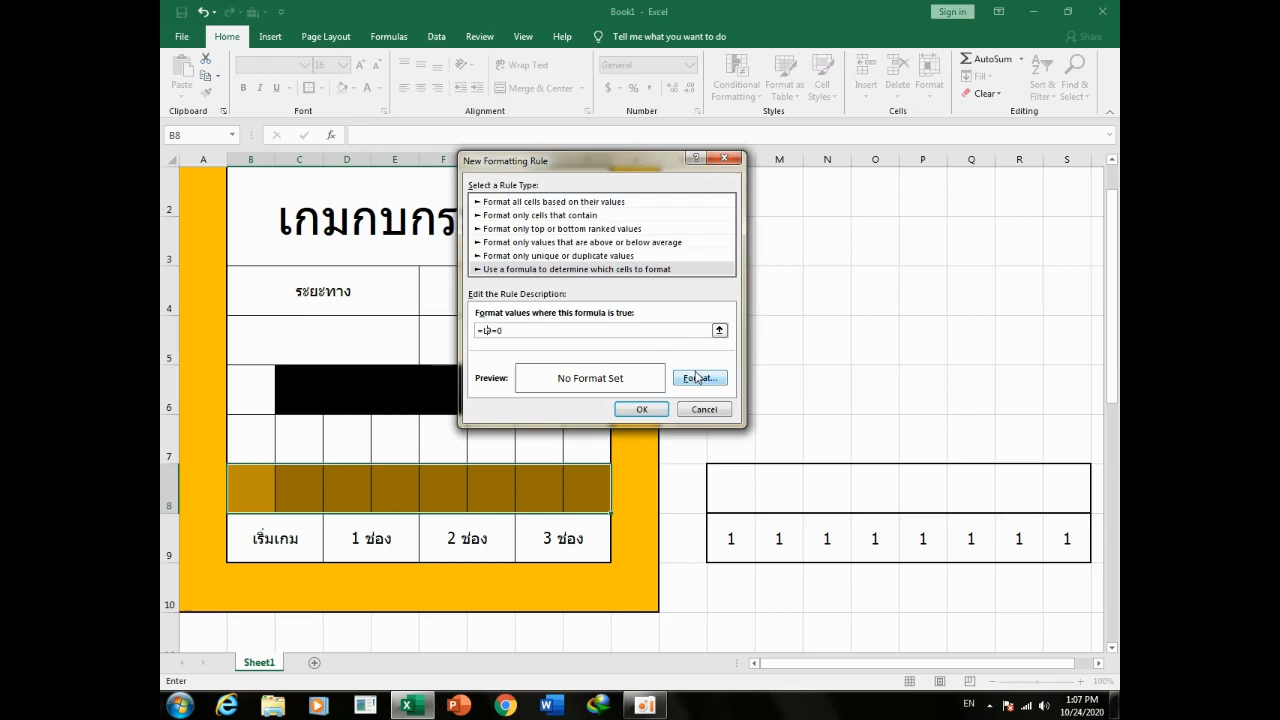 Book1 - Excel
Sign in
File Home Insert Page Layout Formulas Data Review View Help Tell me what you want to do Share
Paste
16
B I U
Wrap Text
Merge & Center
General
$ % ,
Conditional Formatting
Format as Table
Cell Styles
Insert Delete Format
AutoSum
Fill
Clear
Sort & Filter
Find & Select
Clipboard Font Alignment Number Styles Cells Editing
B8 fx
A B C D E F M N O P Q R S
2 เกมกบกร
3
4 ระยะทาง
5
6
7
8
9 เริ่มเกม 1 ช่อง 2 ช่อง 3 ช่อง 1 1 1 1 1 1 1 1
10
New Formatting Rule
Select a Rule Type:
► Format all cells based on their values
► Format only cells that contain
► Format only top or bottom ranked values
► Format only values that are above or below average
► Format only unique or duplicate values
► Use a formula to determine which cells to format
Edit the Rule Description:
Format values where this formula is true:
=L9=0
Preview: No Format Set Format...
OK Cancel
Sheet1
Enter
100%
EN
1:07 PM
10/24/2020